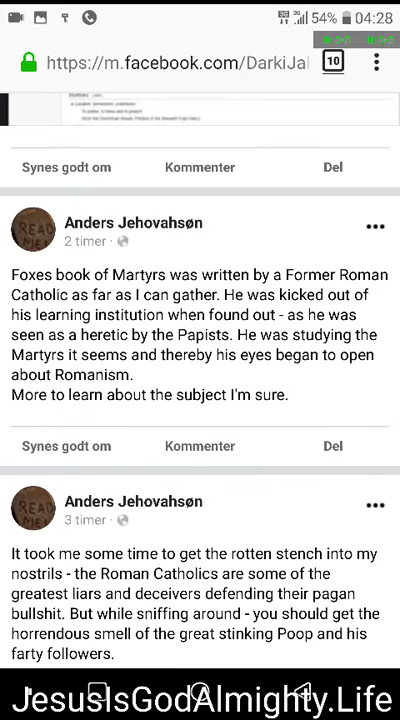 54% 04:28
https://m.facebook.com/DarkiJal
10
Synes godt om Kommenter Del
READ
ME!
Anders Jehovahsøn
2 timer ·
Foxes book of Martyrs was written by a Former Roman
Catholic as far as I can gather. He was kicked out of
his learning institution when found out - as he was
seen as a heretic by the Papists. He was studying the
Martyrs it seems and thereby his eyes began to open
about Romanism.
More to learn about the subject I'm sure.
Synes godt om Kommenter Del
READ
ME!
Anders Jehovahsøn
3 timer ·
It took me some time to get the rotten stench into my
nostrils - the Roman Catholics are some of the
greatest liars and deceivers defending their pagan
bullshit. But while sniffing around - you should get the
horrendous smell of the great stinking Poop and his
farty followers.
JesusIsGodAlmighty.Life